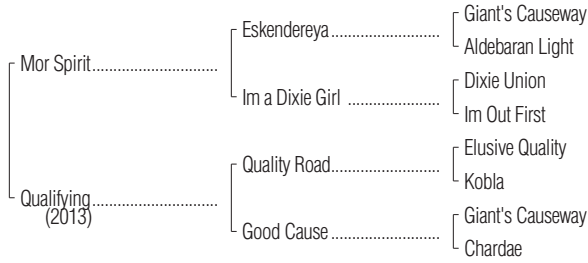 Giant's Causeway
Eskendereya
Aldebaran Light
Mor Spirit
Dixie Union
Im a Dixie Girl
Im Out First
Elusive Quality
Quality Road
Kobla
Qualifying
(2013)
Giant's Causeway
Good Cause
Chardae